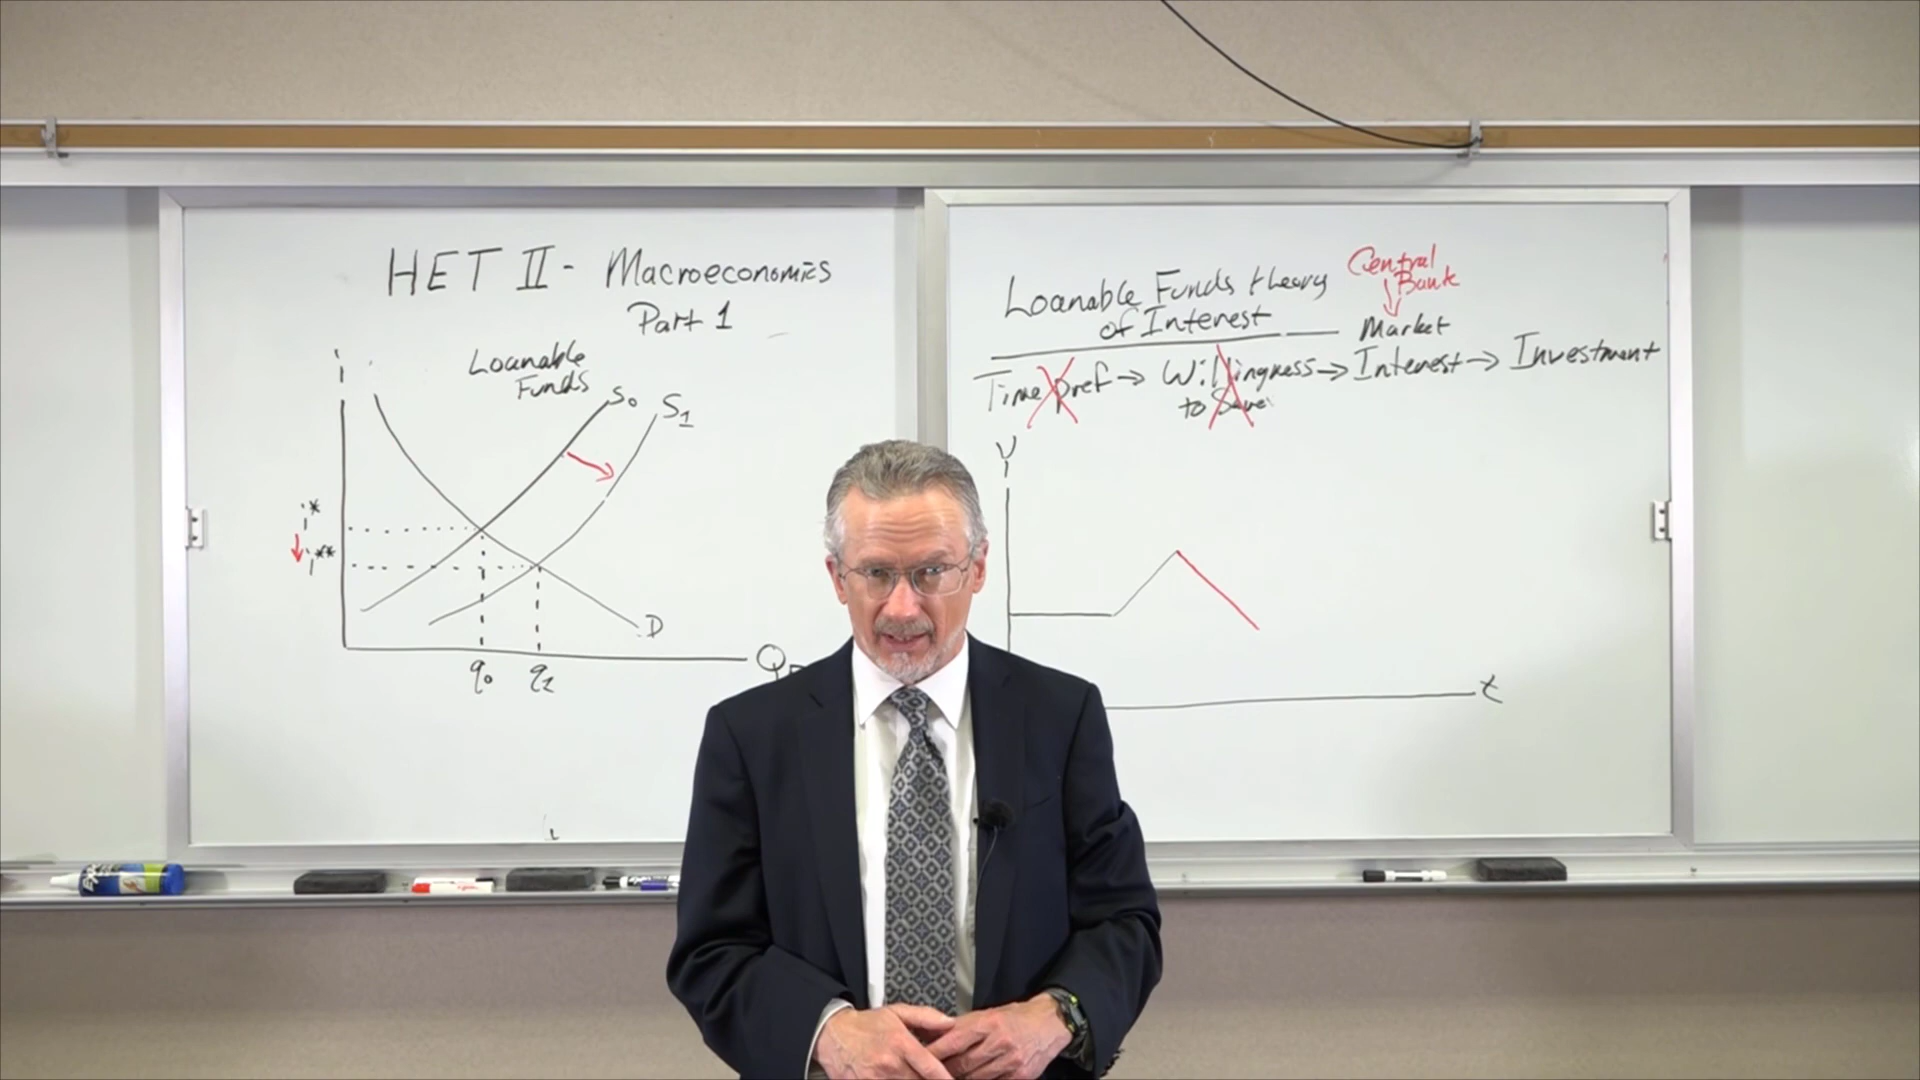 HET II - Macroeconomics
Part 1
Loanable
Funds
i
S0
S1
i*
i**
D
q0
q2
Q
Loanable Funds theory
of Interest
Central
Bank
Market
Time Pref → Willingness → Interest → Investment
to Save
Y
t